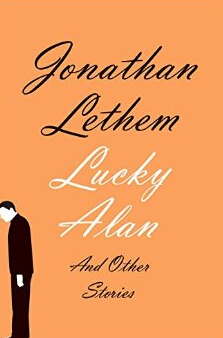 Jonathan
Lethem
Lucky
Alan
And Other
Stories